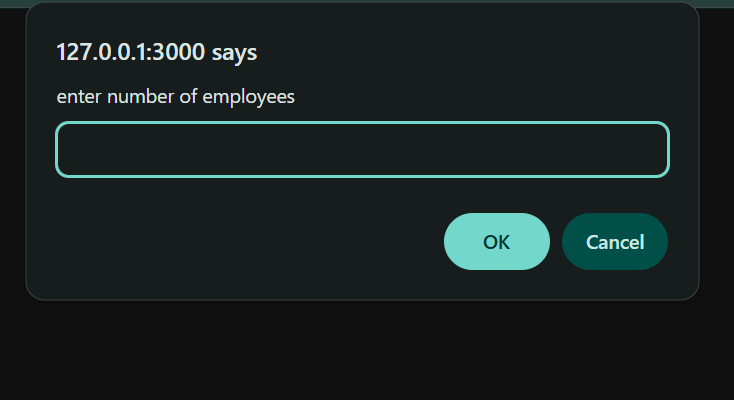 127.0.0.1:3000 says
enter number of employees
OK
Cancel